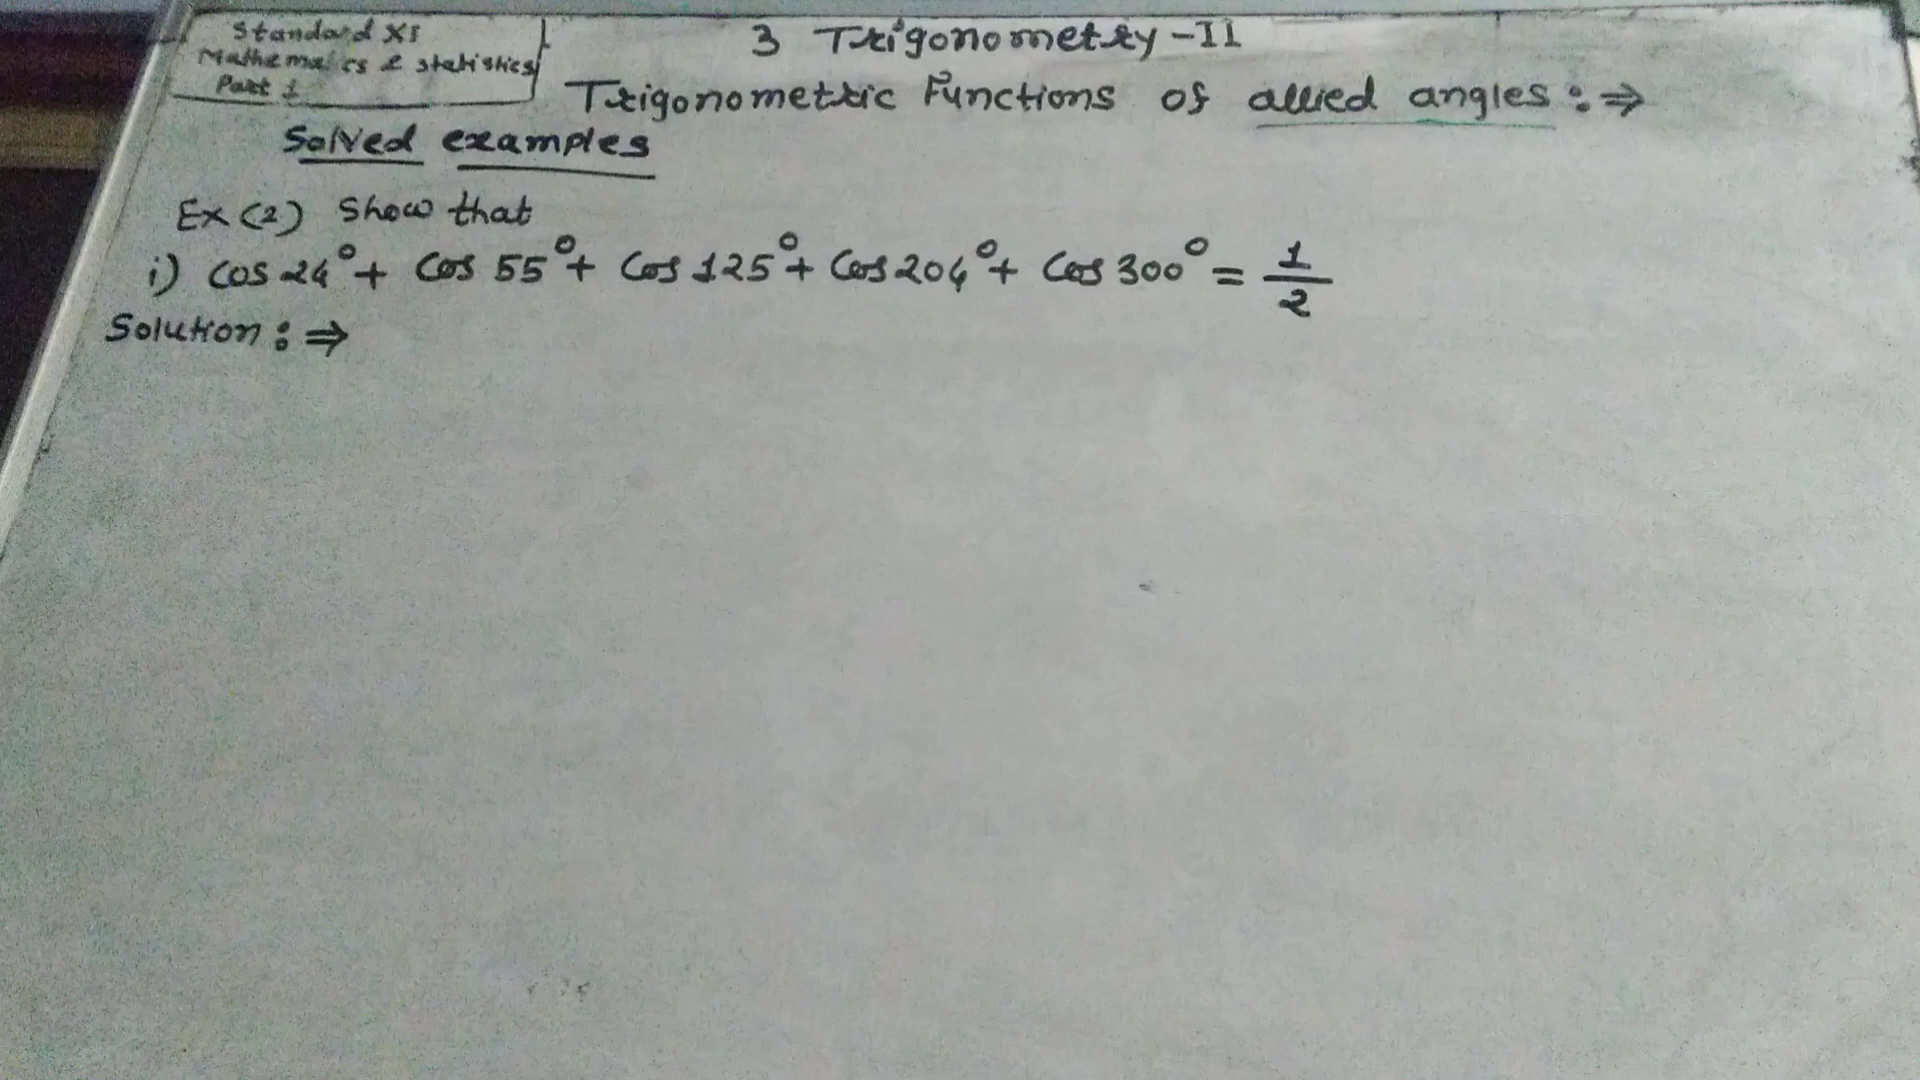 Standard XI
Mathematics & statistics
Part 1
3 Trigonometry-II
Trigonometric Functions of allied angles :⇒
Solved examples
Ex (2) Show that
i) cos 24° + cos 55° + cos 125° + cos 204° + cos 300° = 1/2
Solution :⇒